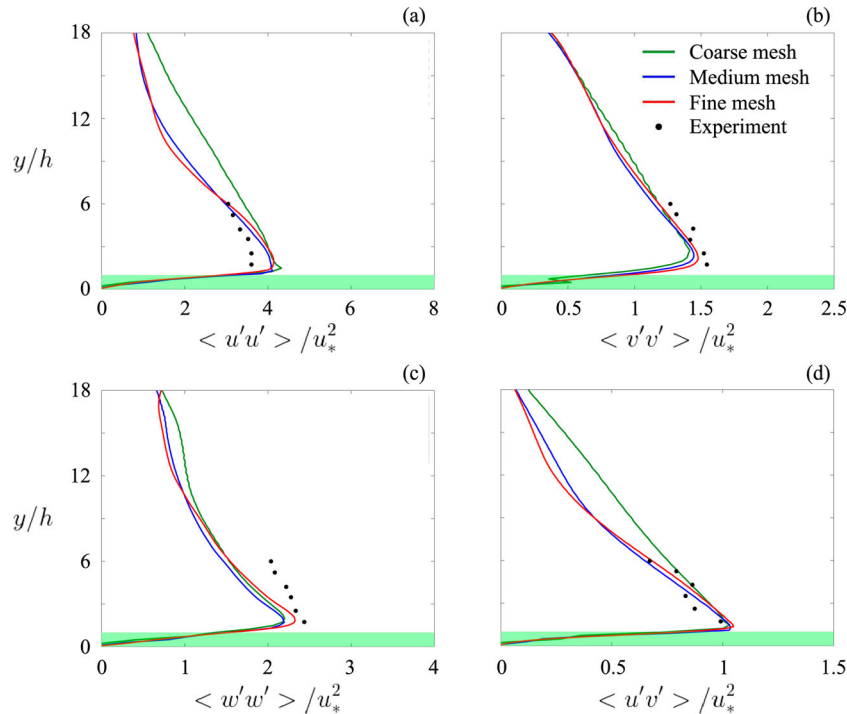 (a)
18
12
y/h
6
0
0 2 4 6 8
< u′u′ > /u²∗
(b)
18
Coarse mesh
Medium mesh
Fine mesh
Experiment
12
y/h
6
0
0 0.5 1 1.5 2 2.5
< v′v′ > /u²∗
(c)
18
12
y/h
6
0
0 1 2 3 4
< w′w′ > /u²∗
(d)
18
12
6
0
0 0.5 1 1.5
< u′v′ > /u²∗